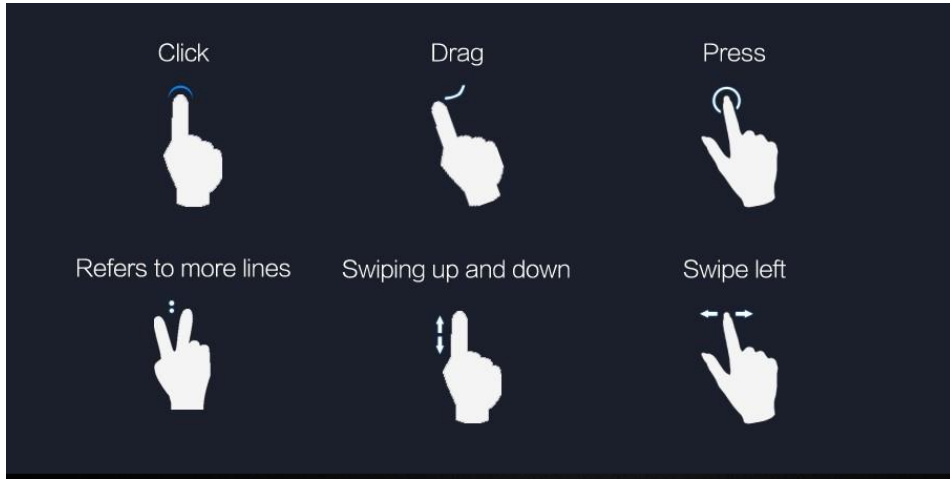 Click
Drag
Press
Refers to more lines
Swiping up and down
Swipe left